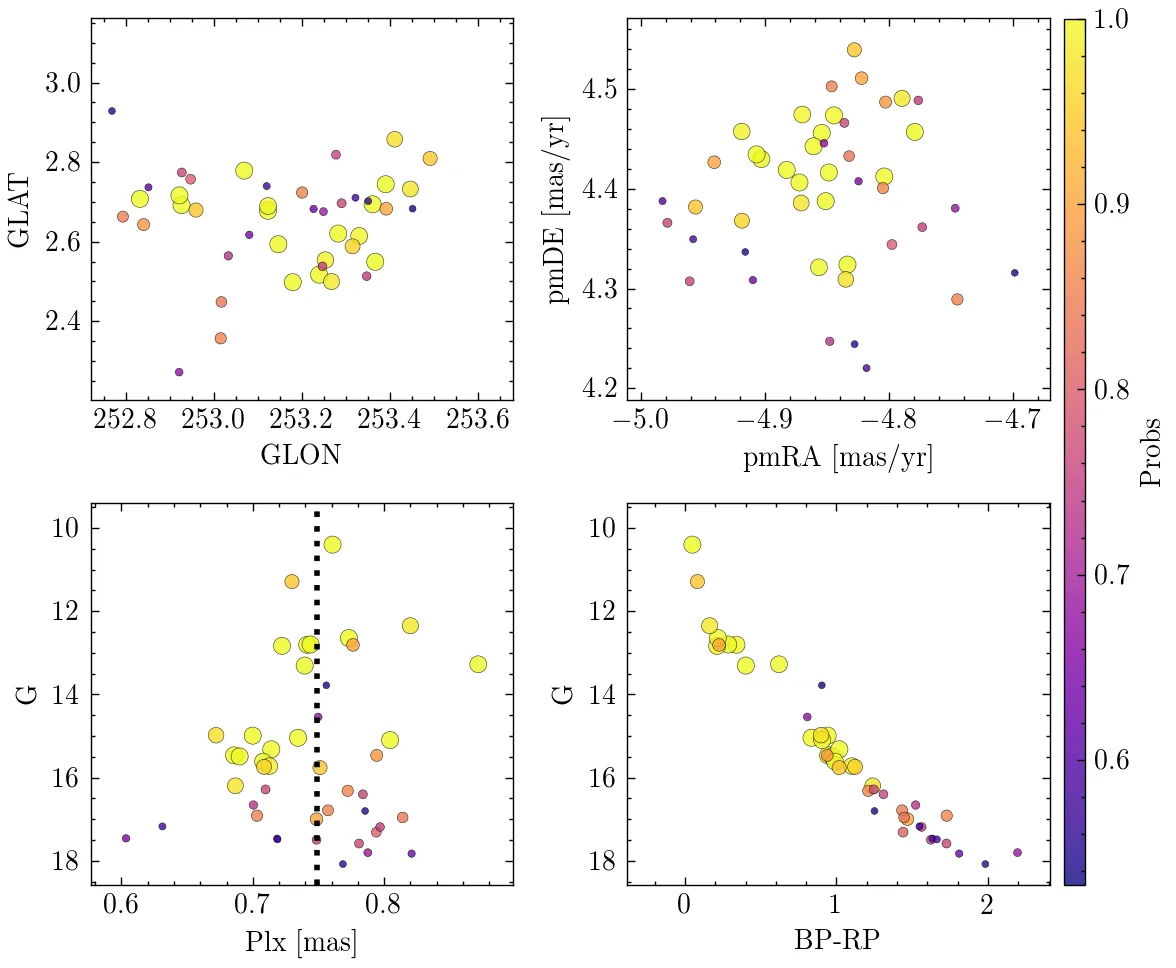 3.0
2.8
2.6
2.4
GLAT
252.8 253.0 253.2 253.4 253.6
GLON
4.5
4.4
4.3
4.2
pmDE [mas/yr]
−5.0 −4.9 −4.8 −4.7
pmRA [mas/yr]
1.0
0.9
0.8
0.7
0.6
Probs
10
12
14
16
18
G
0.6 0.7 0.8
Plx [mas]
10
12
14
16
18
G
0 1 2
BP-RP